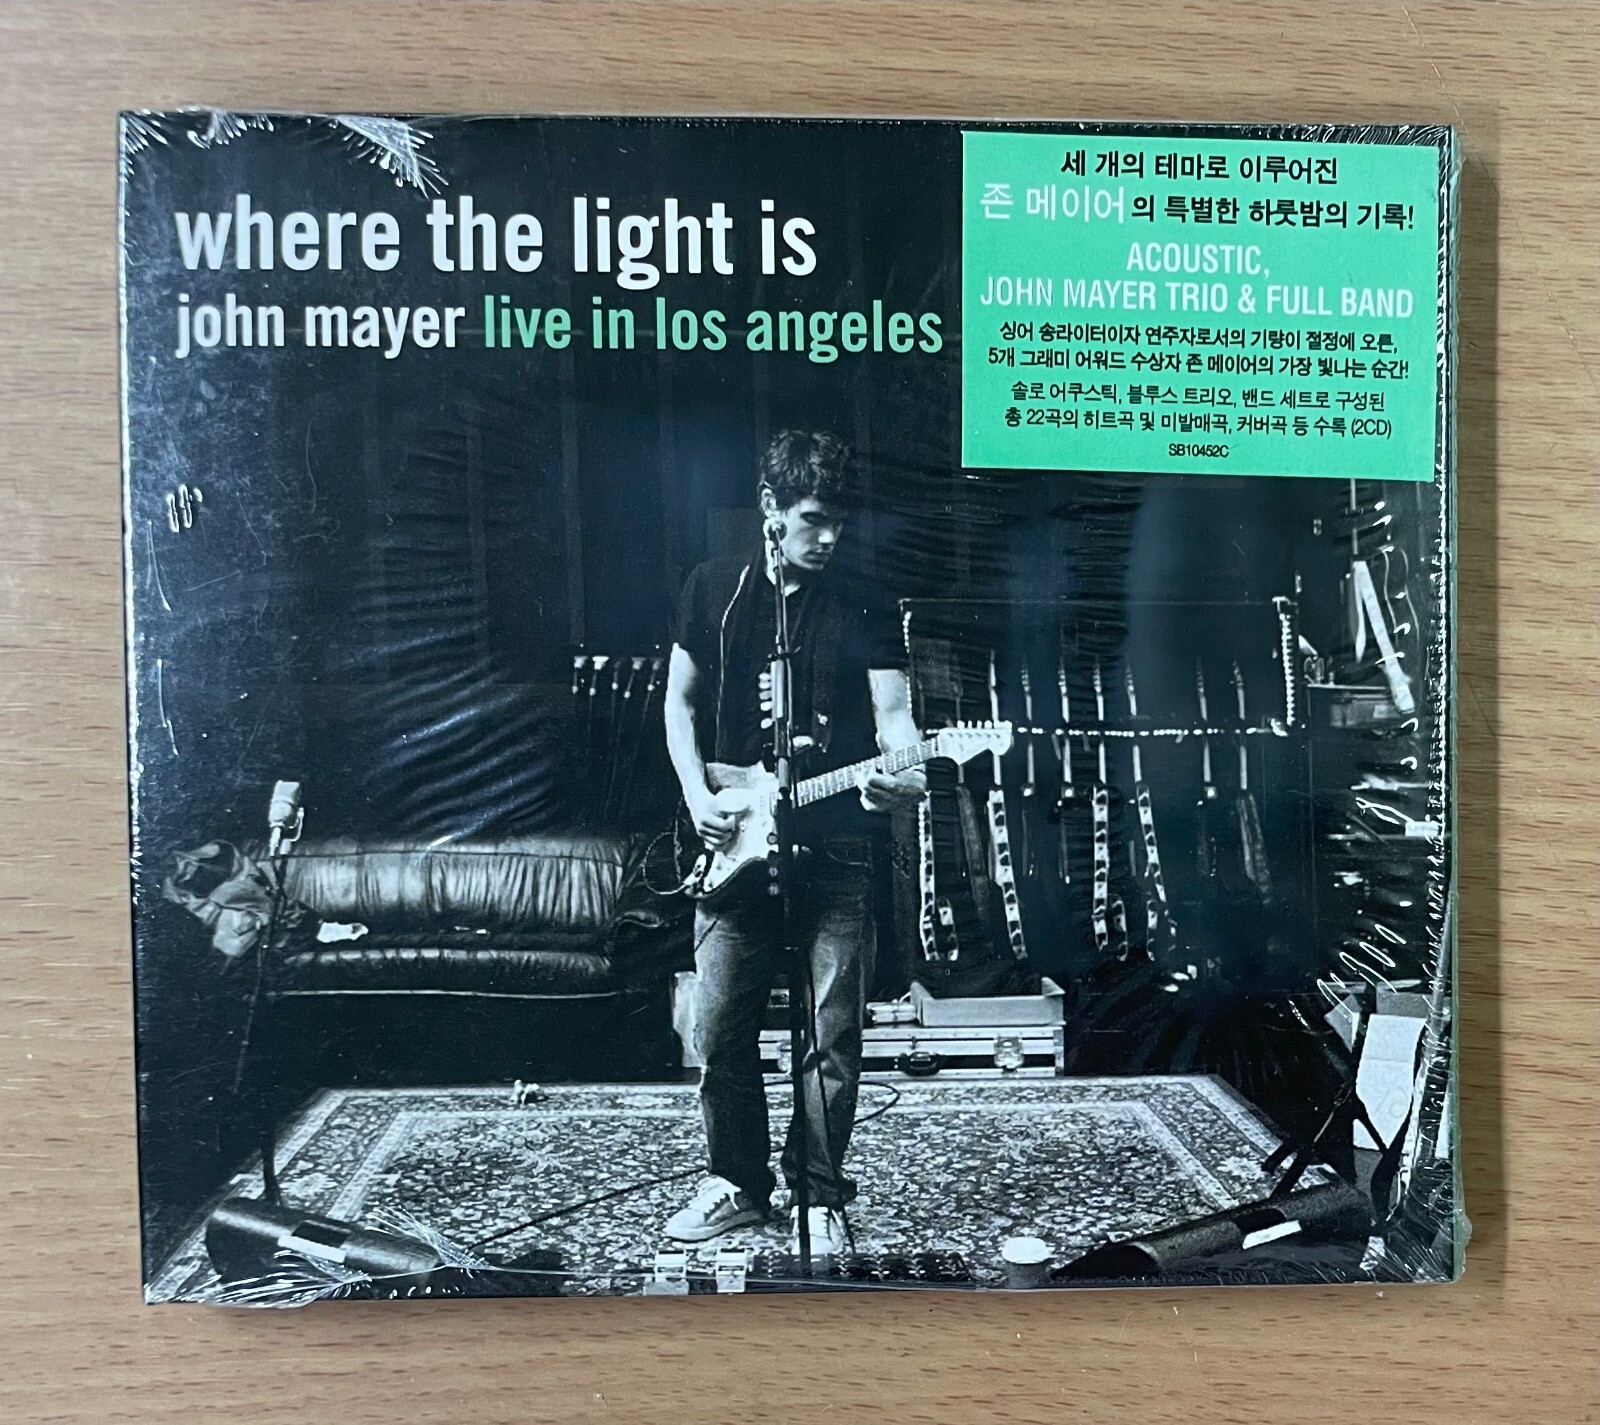 where the light is
john mayer live in los angeles
세 개의 테마로 이루어진
존 메이어의 특별한 하룻밤의 기록!
ACOUSTIC,
JOHN MAYER TRIO & FULL BAND
싱어 송라이터이자 연주자로서의 기량이 절정에 오른,
5개 그래미 어워드 수상자 존 메이어의 가장 빛나는 순간!
솔로 어쿠스틱, 블루스 트리오, 밴드 세트로 구성된
총 22곡의 히트곡 및 미발매곡, 커버곡 등 수록 (2CD)
SB10452C